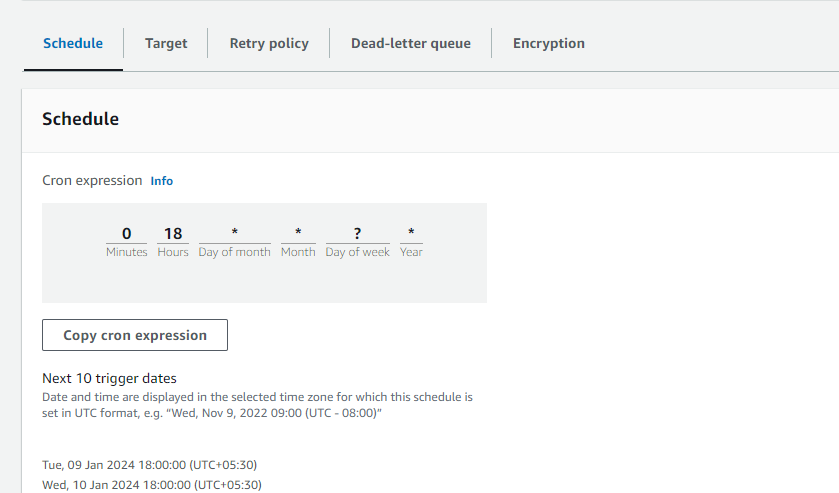 Schedule Target Retry policy Dead-letter queue Encryption
Schedule
Cron expression Info
0 18 * * ? *
Minutes Hours Day of month Month Day of week Year
Copy cron expression
Next 10 trigger dates
Date and time are displayed in the selected time zone for which this schedule is
set in UTC format, e.g. “Wed, Nov 9, 2022 09:00 (UTC - 08:00)”
Tue, 09 Jan 2024 18:00:00 (UTC+05:30)
Wed, 10 Jan 2024 18:00:00 (UTC+05:30)